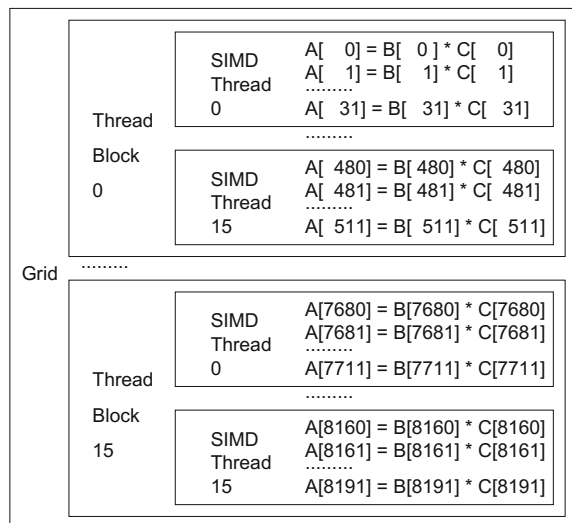 Grid
Thread
Block
0
SIMD
Thread
0
A[ 0] = B[ 0 ] * C[ 0]
A[ 1] = B[ 1] * C[ 1]
.........
A[ 31] = B[ 31] * C[ 31]
.........
SIMD
Thread
15
A[ 480] = B[ 480] * C[ 480]
A[ 481] = B[ 481] * C[ 481]
.........
A[ 511] = B[ 511] * C[ 511]
.........
Thread
Block
15
SIMD
Thread
0
A[7680] = B[7680] * C[7680]
A[7681] = B[7681] * C[7681]
.........
A[7711] = B[7711] * C[7711]
.........
SIMD
Thread
15
A[8160] = B[8160] * C[8160]
A[8161] = B[8161] * C[8161]
.........
A[8191] = B[8191] * C[8191]